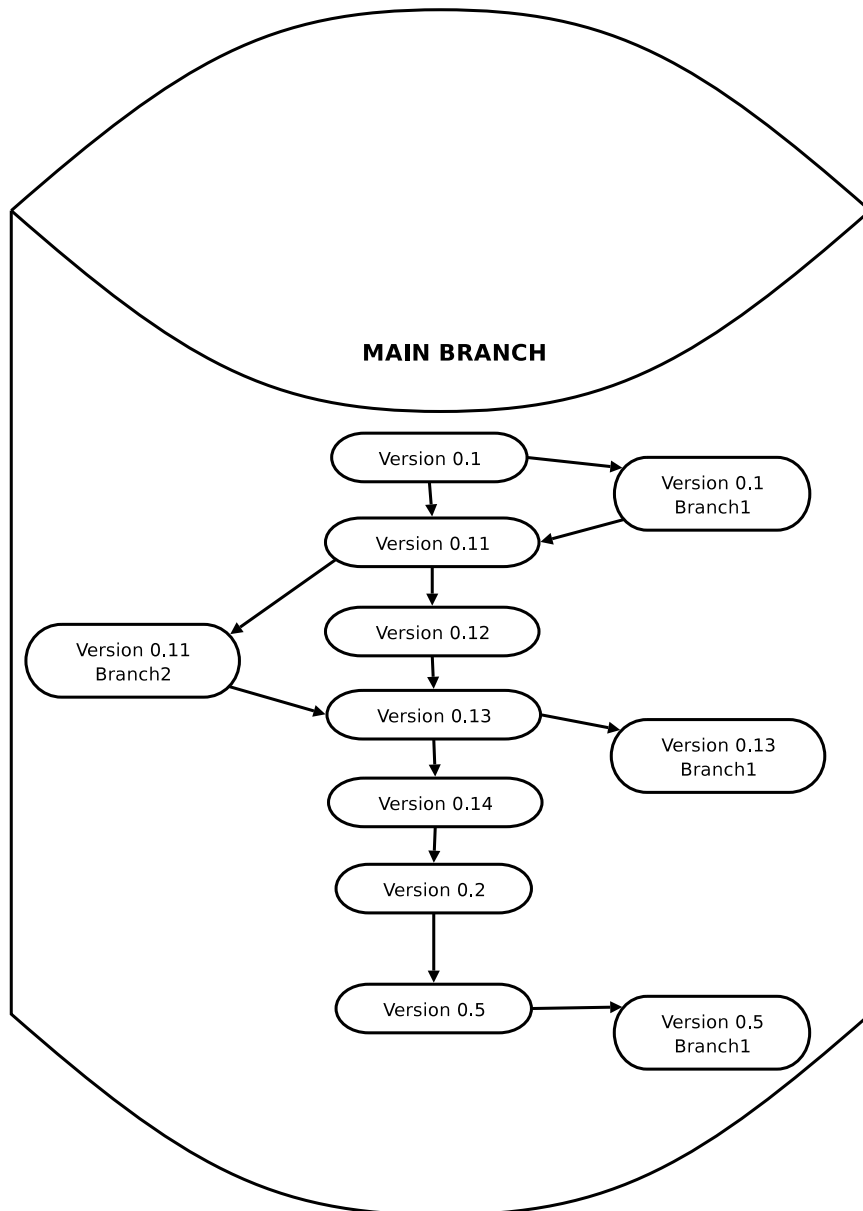 MAIN BRANCH
Version 0.1
Version 0.1
Branch1
Version 0.11
Version 0.12
Version 0.11
Branch2
Version 0.13
Version 0.13
Branch1
Version 0.14
Version 0.2
Version 0.5
Version 0.5
Branch1